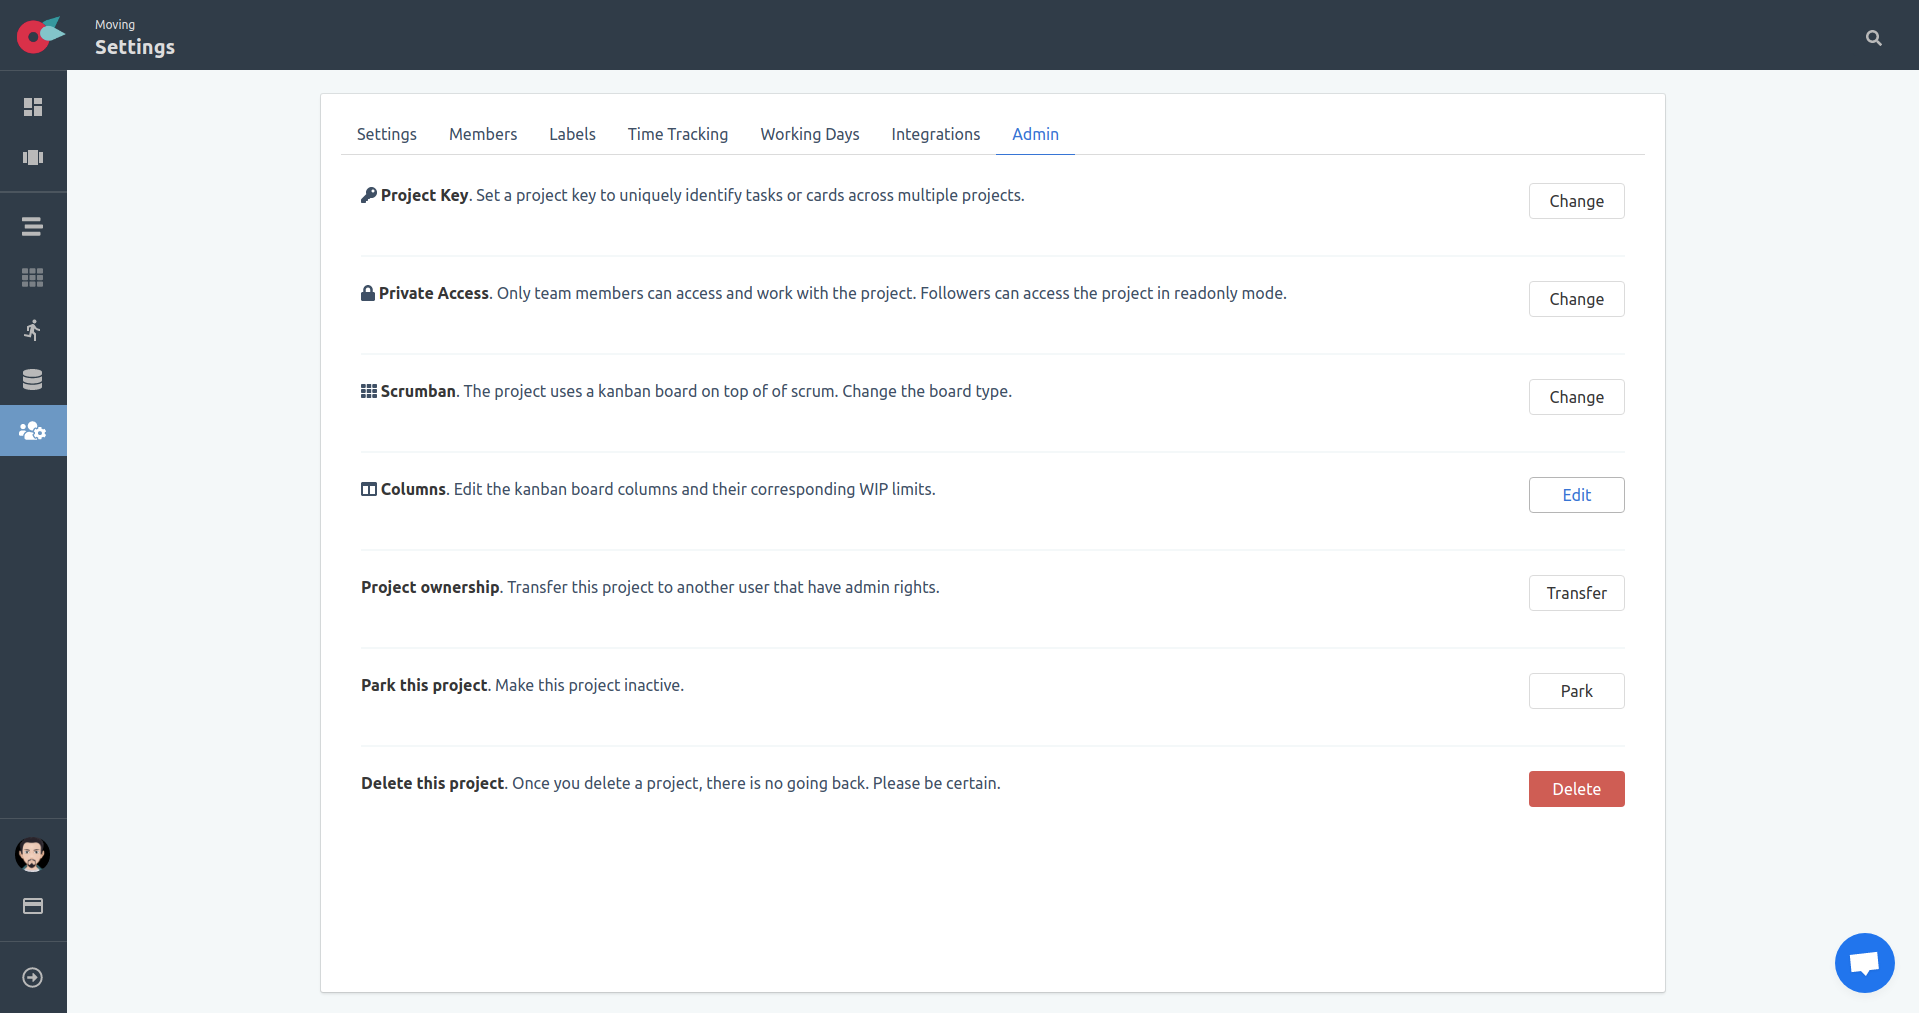 Moving
Settings
Settings Members Labels Time Tracking Working Days Integrations Admin
Project Key. Set a project key to uniquely identify tasks or cards across multiple projects.
Change
Private Access. Only team members can access and work with the project. Followers can access the project in readonly mode.
Change
Scrumban. The project uses a kanban board on top of of scrum. Change the board type.
Change
Columns. Edit the kanban board columns and their corresponding WIP limits.
Edit
Project ownership. Transfer this project to another user that have admin rights.
Transfer
Park this project. Make this project inactive.
Park
Delete this project. Once you delete a project, there is no going back. Please be certain.
Delete